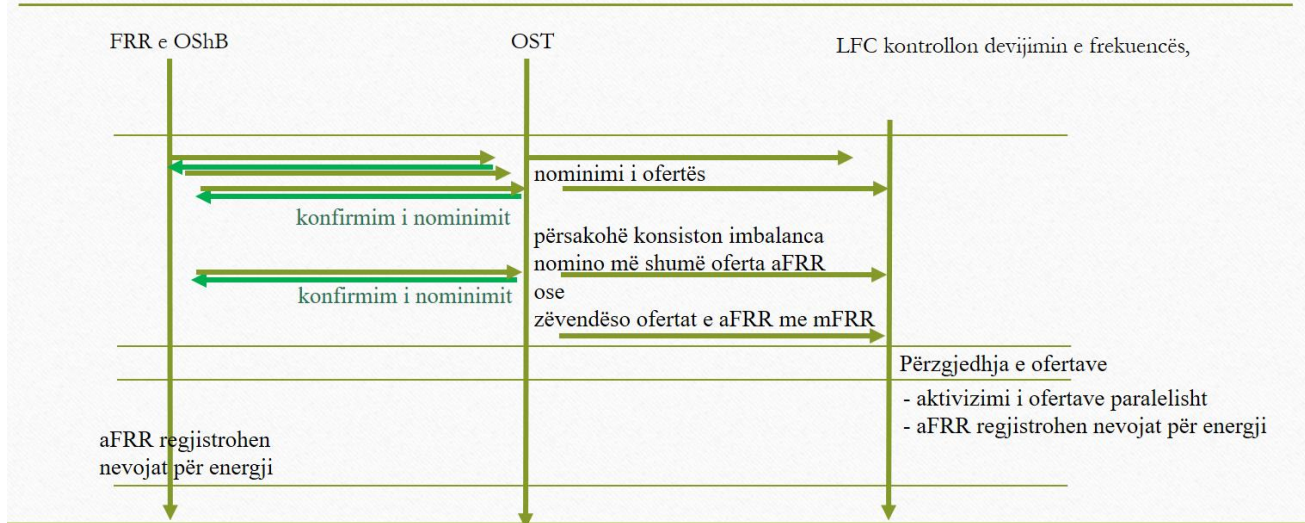 FRR e OShB
OST
LFC kontrollon devijimin e frekuencës,
nominimi i ofertës
konfirmim i nominimit
përsakohë konsiston imbalanca
nomino më shumë oferta aFRR
konfirmim i nominimit
ose
zëvendëso ofertat e aFRR me mFRR
Përzgjedhja e ofertave
- aktivizimi i ofertave paralelisht
- aFRR regjistrohen nevojat për energji
aFRR regjistrohen
nevojat për energji